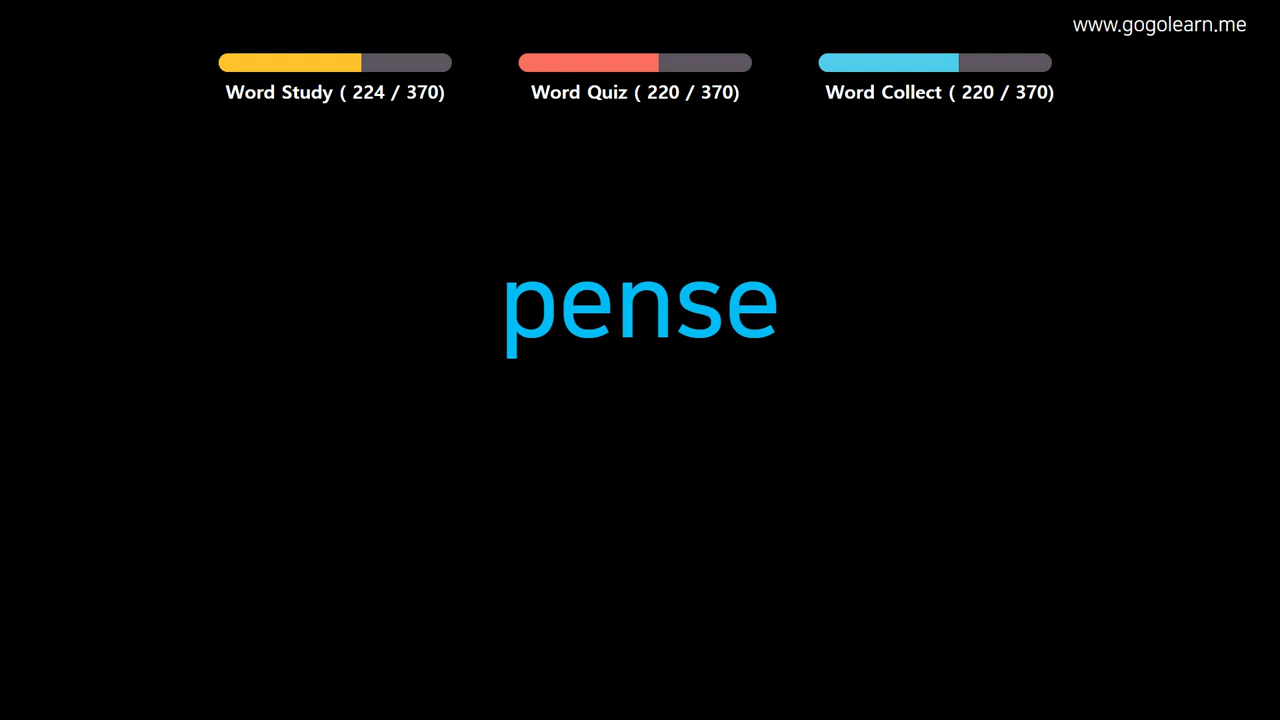 www.gogolearn.me
Word Study ( 224 / 370)
Word Quiz ( 220 / 370)
Word Collect ( 220 / 370)
pense